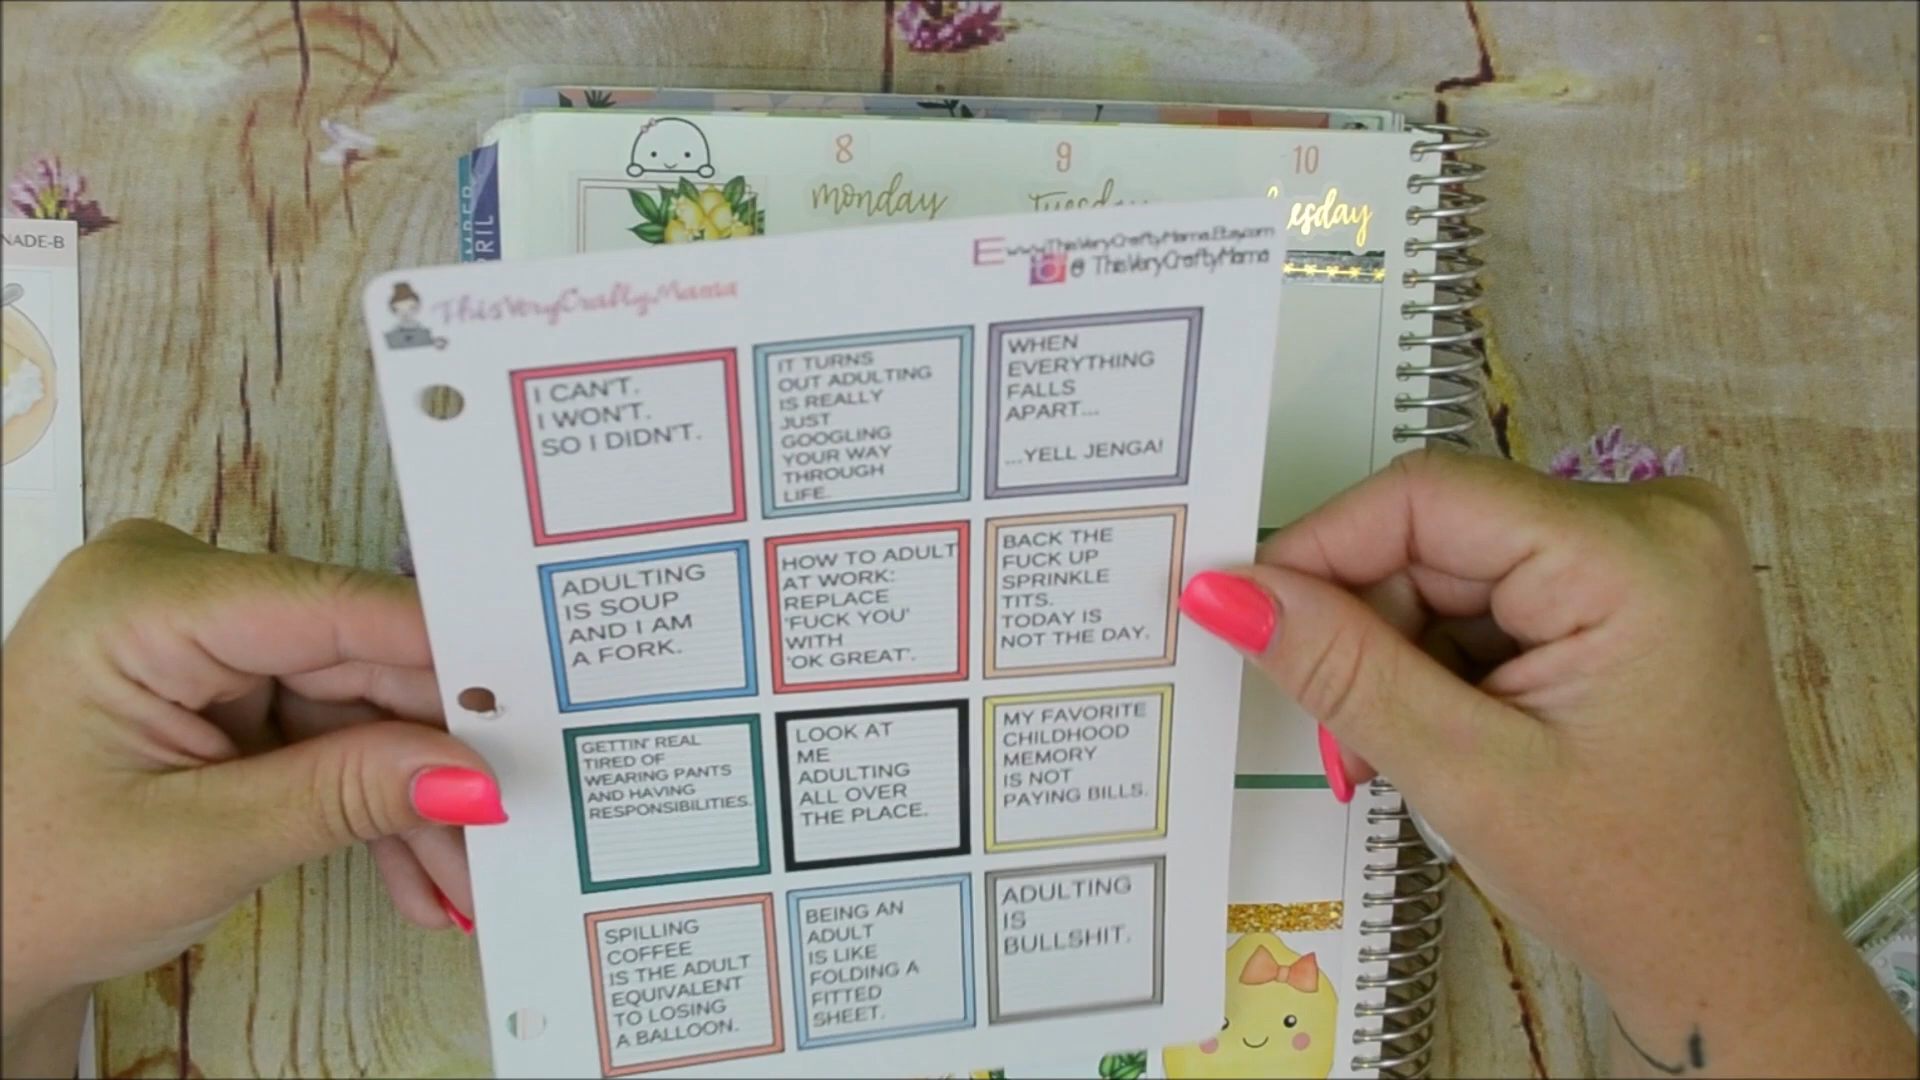 NADE-B
8
9
10
monday
Tuesday
RIL
ThisVeryCraftyMama
www.ThisVeryCraftyMama.Etsy.com
@ ThisVeryCraftyMama
I CAN'T.
I WON'T.
SO I DIDN'T.
IT TURNS
OUT ADULTING
IS REALLY
JUST
GOOGLING
YOUR WAY
THROUGH
LIFE.
WHEN
EVERYTHING
FALLS
APART...
...YELL JENGA!
ADULTING
IS SOUP
AND I AM
A FORK.
HOW TO ADULT
AT WORK:
REPLACE
'FUCK YOU'
WITH
'OK GREAT'.
BACK THE
FUCK UP
SPRINKLE
TITS.
TODAY IS
NOT THE DAY.
GETTIN' REAL
TIRED OF
WEARING PANTS
AND HAVING
RESPONSIBILITIES.
LOOK AT
ME
ADULTING
ALL OVER
THE PLACE.
MY FAVORITE
CHILDHOOD
MEMORY
IS NOT
PAYING BILLS.
SPILLING
COFFEE
IS THE ADULT
EQUIVALENT
TO LOSING
A BALLOON.
BEING AN
ADULT
IS LIKE
FOLDING A
FITTED
SHEET.
ADULTING
IS
BULLSHIT.